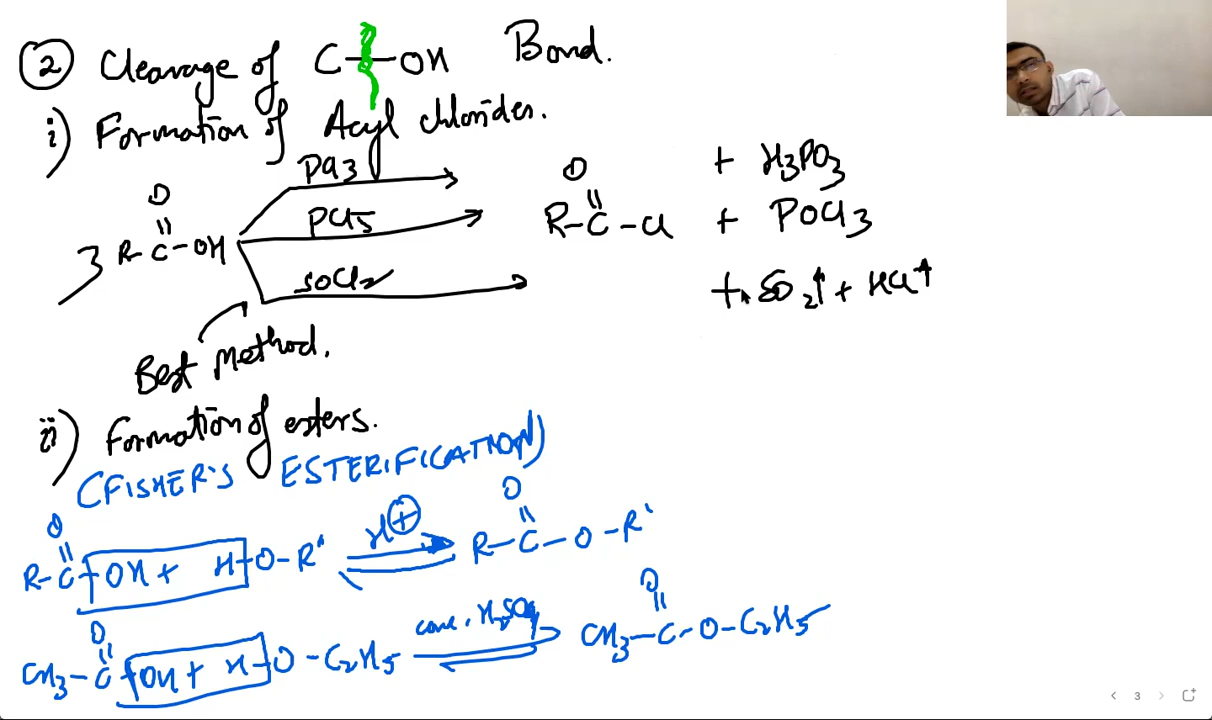 ② Cleavage of C–OH Bond.
i) Formation of Acyl chlorides.
PCl3 + H3PO3
O O
3 R–C–OH PCl5 R–C–Cl + POCl3
SOCl2 + SO2↑ + HCl↑
Best Method.
ii) Formation of esters.
(FISHER'S ESTERIFICATION)
O H⊕ O
R–C–OH + H–O–R' ⇌ R–C–O–R'
O conc. H2SO4 O
CH3–C–OH + H–O–C2H5 ⇌ CH3–C–O–C2H5
3